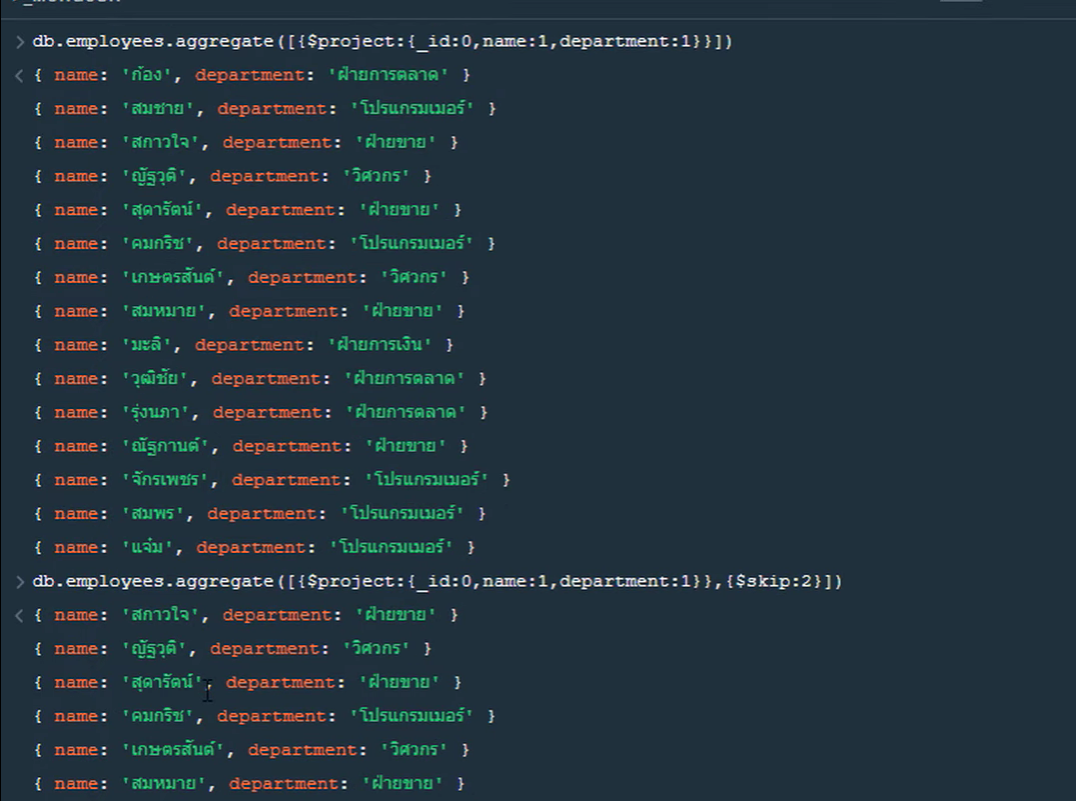 > db.employees.aggregate([{$project:{_id:0,name:1,department:1}}])
< { name: 'ก้อง', department: 'ฝ่ายการตลาด' }
{ name: 'สมชาย', department: 'โปรแกรมเมอร์' }
{ name: 'สกาวใจ', department: 'ฝ่ายขาย' }
{ name: 'ณัฐวุติ', department: 'วิศวกร' }
{ name: 'สุดารัตน์', department: 'ฝ่ายขาย' }
{ name: 'คมกริช', department: 'โปรแกรมเมอร์' }
{ name: 'เกษตรสันต์', department: 'วิศวกร' }
{ name: 'สมหมาย', department: 'ฝ่ายขาย' }
{ name: 'มะลิ', department: 'ฝ่ายการเงิน' }
{ name: 'วุฒิชัย', department: 'ฝ่ายการตลาด' }
{ name: 'รุ่งนภา', department: 'ฝ่ายการตลาด' }
{ name: 'ณัฐกานต์', department: 'ฝ่ายขาย' }
{ name: 'จักรเพชร', department: 'โปรแกรมเมอร์' }
{ name: 'สมพร', department: 'โปรแกรมเมอร์' }
{ name: 'แจ๋ม', department: 'โปรแกรมเมอร์' }
> db.employees.aggregate([{$project:{_id:0,name:1,department:1}},{$skip:2}])
< { name: 'สกาวใจ', department: 'ฝ่ายขาย' }
{ name: 'ณัฐวุติ', department: 'วิศวกร' }
{ name: 'สุดารัตน์', department: 'ฝ่ายขาย' }
{ name: 'คมกริช', department: 'โปรแกรมเมอร์' }
{ name: 'เกษตรสันต์', department: 'วิศวกร' }
{ name: 'สมหมาย', department: 'ฝ่ายขาย' }